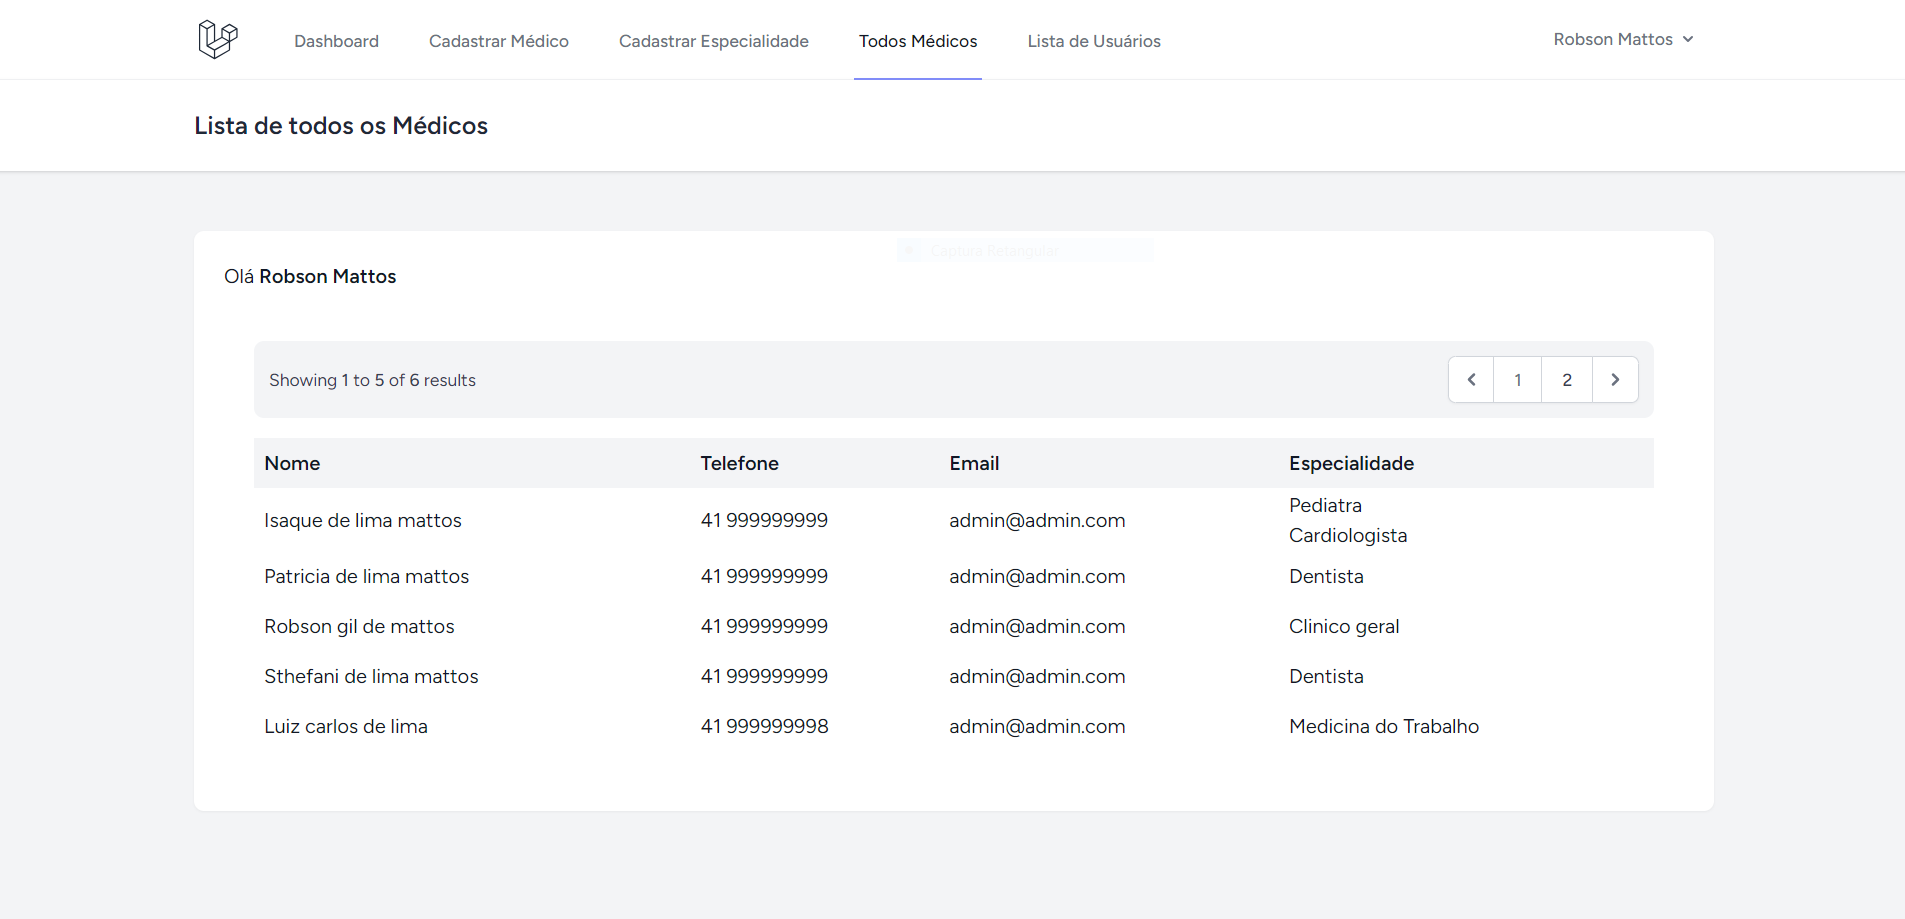 Dashboard Cadastrar Médico Cadastrar Especialidade Todos Médicos Lista de Usuários Robson Mattos
Lista de todos os Médicos
Captura Retangular
Olá Robson Mattos
Showing 1 to 5 of 6 results 1 2
Nome Telefone Email Especialidade
Isaque de lima mattos 41 999999999 admin@admin.com Pediatra
Cardiologista
Patricia de lima mattos 41 999999999 admin@admin.com Dentista
Robson gil de mattos 41 999999999 admin@admin.com Clinico geral
Sthefani de lima mattos 41 999999999 admin@admin.com Dentista
Luiz carlos de lima 41 999999998 admin@admin.com Medicina do Trabalho